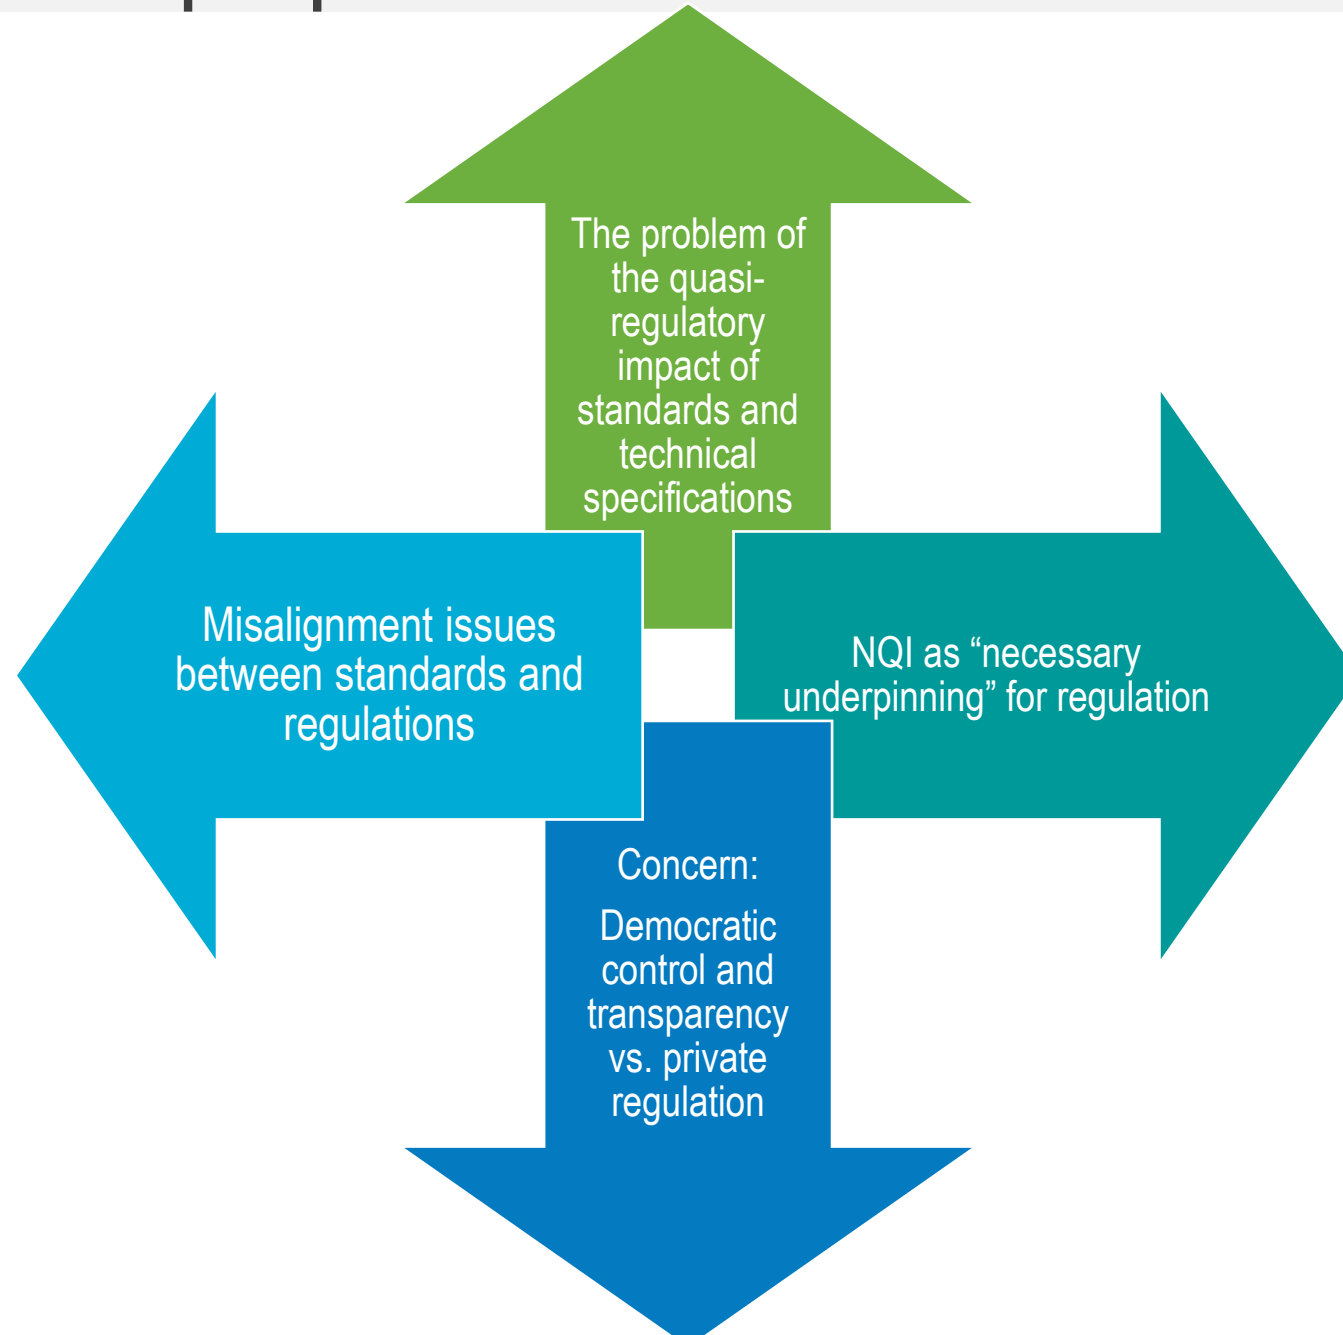 The problem of
the quasi-
regulatory
impact of
standards and
technical
specifications
Misalignment issues
between standards and
regulations
NQI as “necessary
underpinning” for regulation
Concern:
Democratic
control and
transparency
vs. private
regulation